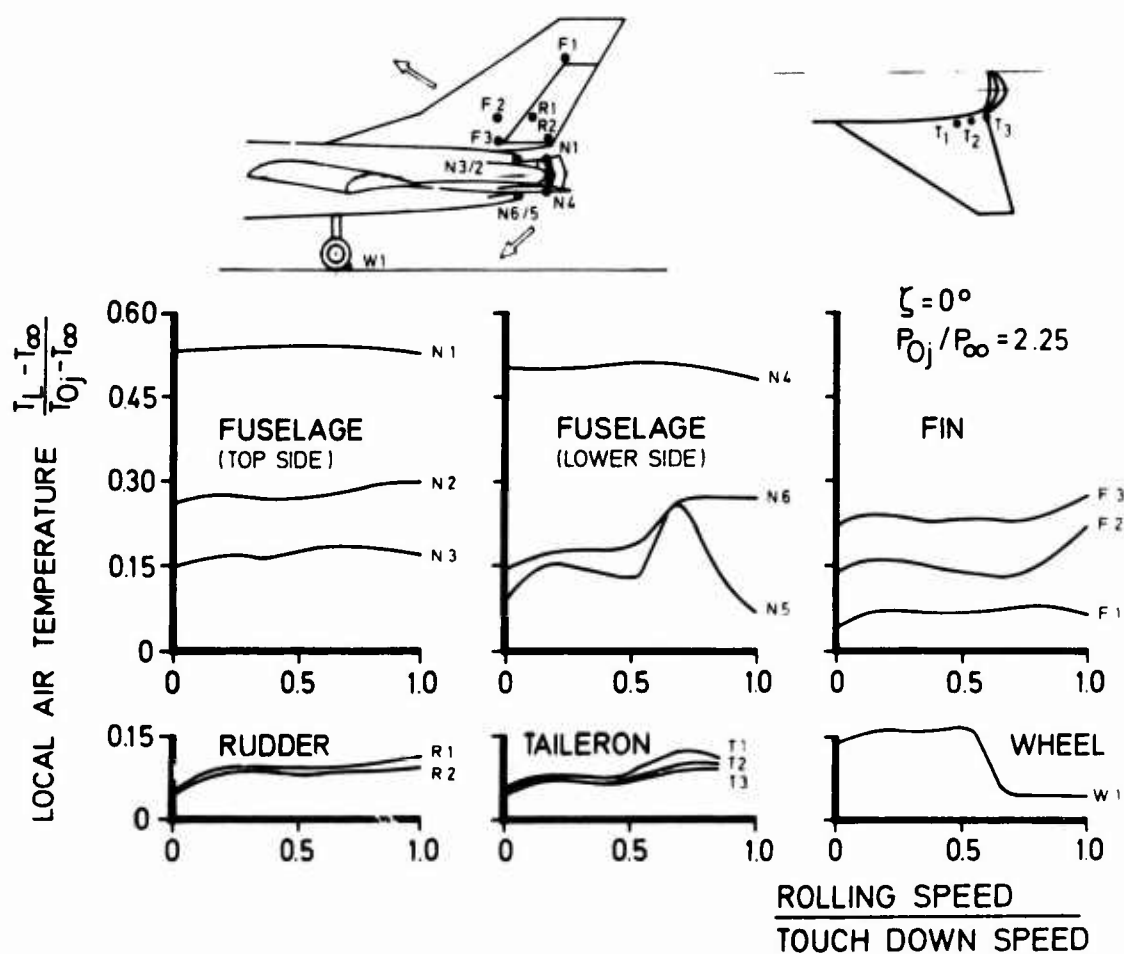 F1
F2
R1
R2
F3
N1
N3/2
N4
N6/5
W1
T1
T2
T3
ζ = 0°
P0j/P∞ = 2.25
LOCAL AIR TEMPERATURE TL - T∞ / T0j - T∞
0.60
0.45
0.30
0.15
0
FUSELAGE
(TOP SIDE)
N1
N2
N3
0
0.5
1.0
FUSELAGE
(LOWER SIDE)
N4
N6
N5
0
0.5
1.0
FIN
F3
F2
F1
0
0.5
1.0
0.15
0
RUDDER
R1
R2
0
0.5
1.0
TAILERON
T1
T2
T3
0
0.5
1.0
WHEEL
W1
0
0.5
1.0
ROLLING SPEED
TOUCH DOWN SPEED